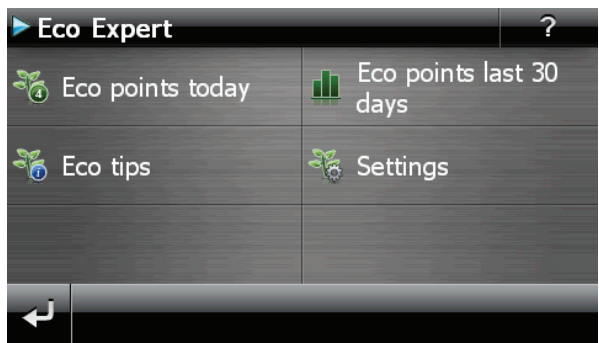 Eco Expert
?
Eco points today
Eco points last 30
days
Eco tips
Settings